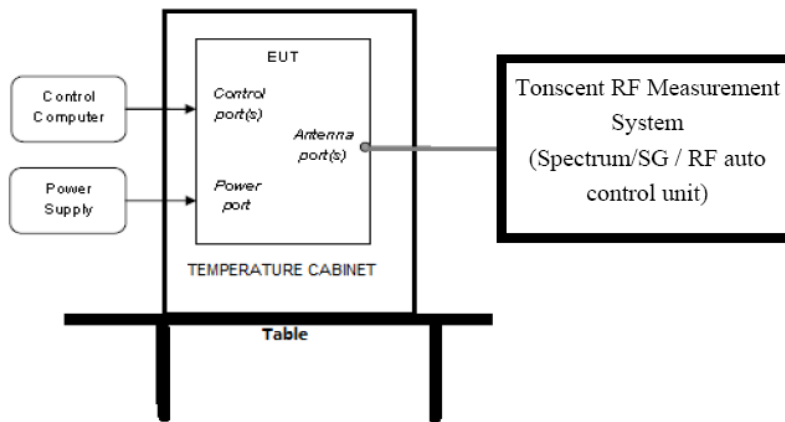 EUT
Control
Computer
Control
port(s)
Antenna
port(s)
Power
Supply
Power
port
TEMPERATURE CABINET
Table
Tonscent RF Measurement
System
(Spectrum/SG / RF auto
control unit)